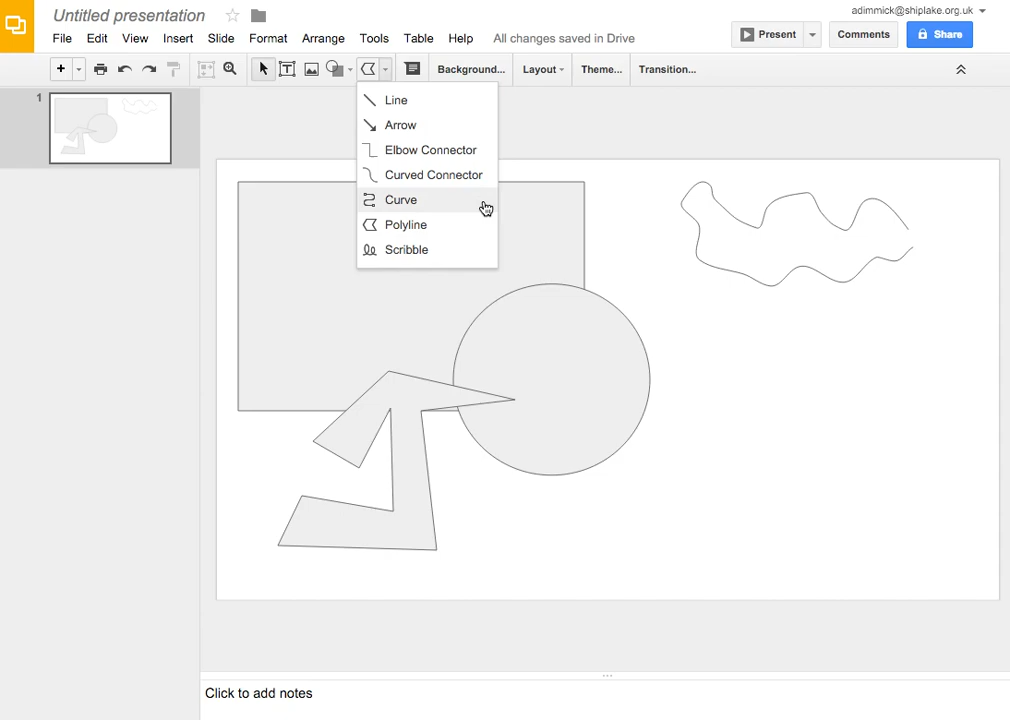 Untitled presentation
adimmick@shiplake.org.uk
File Edit View Insert Slide Format Arrange Tools Table Help All changes saved in Drive
Present Comments Share
Background... Layout Theme... Transition...
1
Line
Arrow
Elbow Connector
Curved Connector
Curve
Polyline
Scribble
Click to add notes